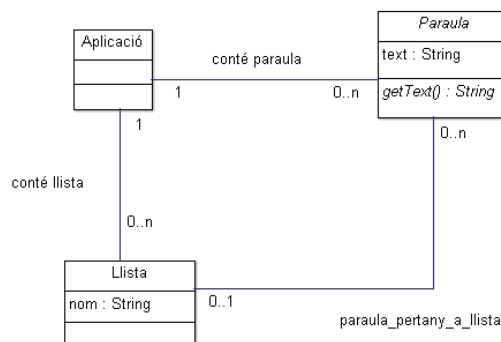 Paraula
Aplicació
text : String
conté paraula
1
0..n
getText() : String
1
0..n
conté llista
0..n
Llista
nom : String
0..1
paraula_pertany_a_llista